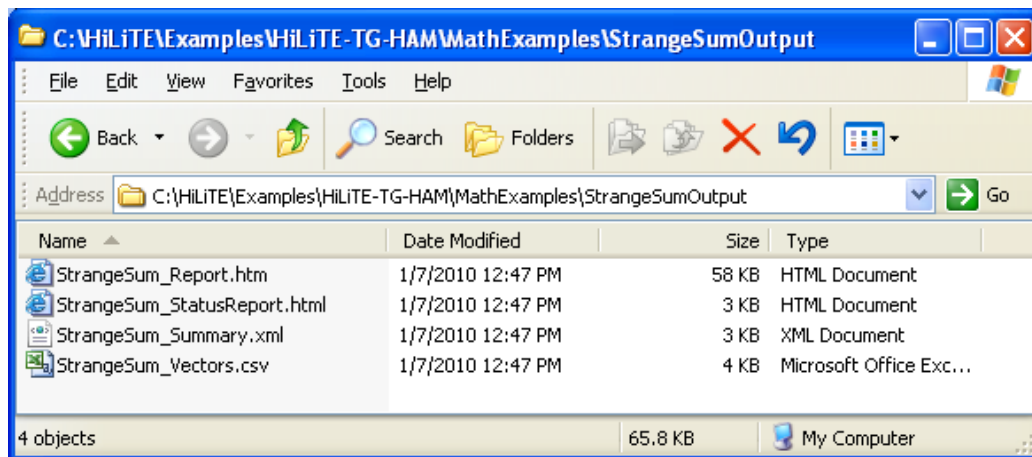 C:\HiLiTE\Examples\HiLiTE-TG-HAM\MathExamples\StrangeSumOutput
File Edit View Favorites Tools Help
Back Search Folders
Address C:\HiLiTE\Examples\HiLiTE-TG-HAM\MathExamples\StrangeSumOutput Go
Name Date Modified Size Type
StrangeSum_Report.htm 1/7/2010 12:47 PM 58 KB HTML Document
StrangeSum_StatusReport.html 1/7/2010 12:47 PM 3 KB HTML Document
StrangeSum_Summary.xml 1/7/2010 12:47 PM 3 KB XML Document
StrangeSum_Vectors.csv 1/7/2010 12:47 PM 4 KB Microsoft Office Exc...
4 objects 65.8 KB My Computer